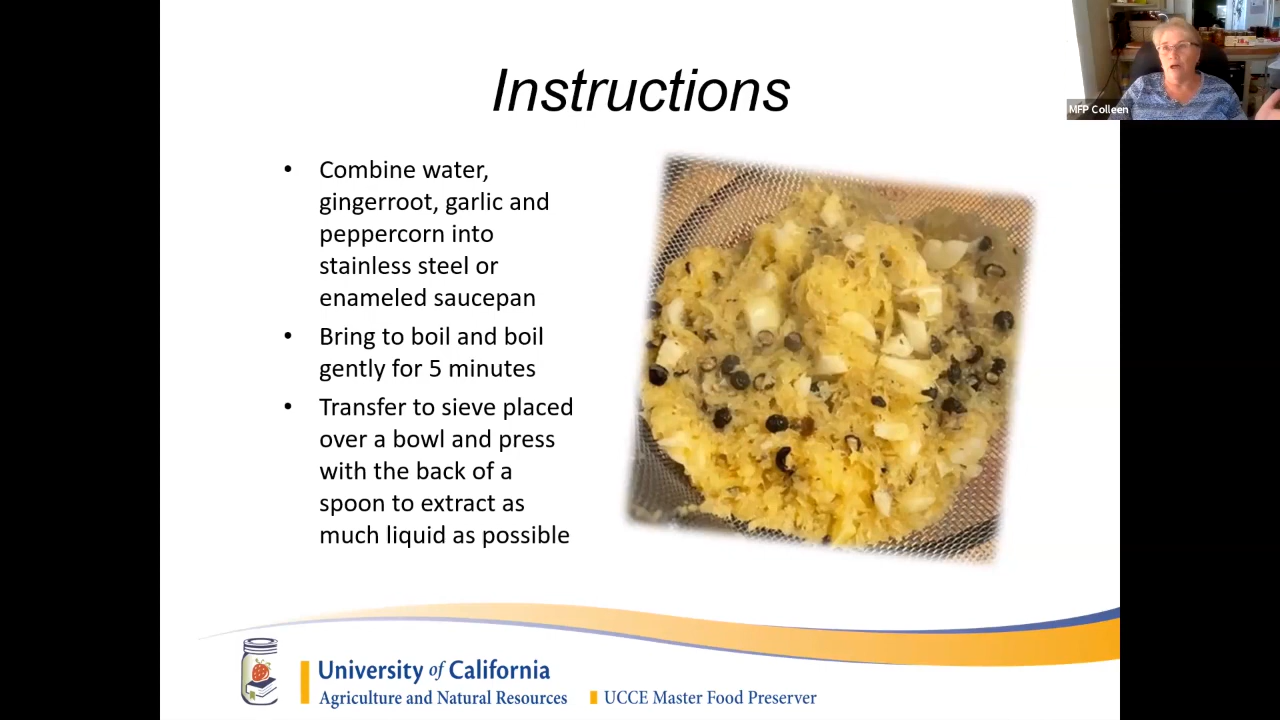 Instructions
MFP Colleen
• Combine water,
gingerroot, garlic and
peppercorn into
stainless steel or
enameled saucepan
• Bring to boil and boil
gently for 5 minutes
• Transfer to sieve placed
over a bowl and press
with the back of a
spoon to extract as
much liquid as possible
University of California
Agriculture and Natural Resources
UCCE Master Food Preserver